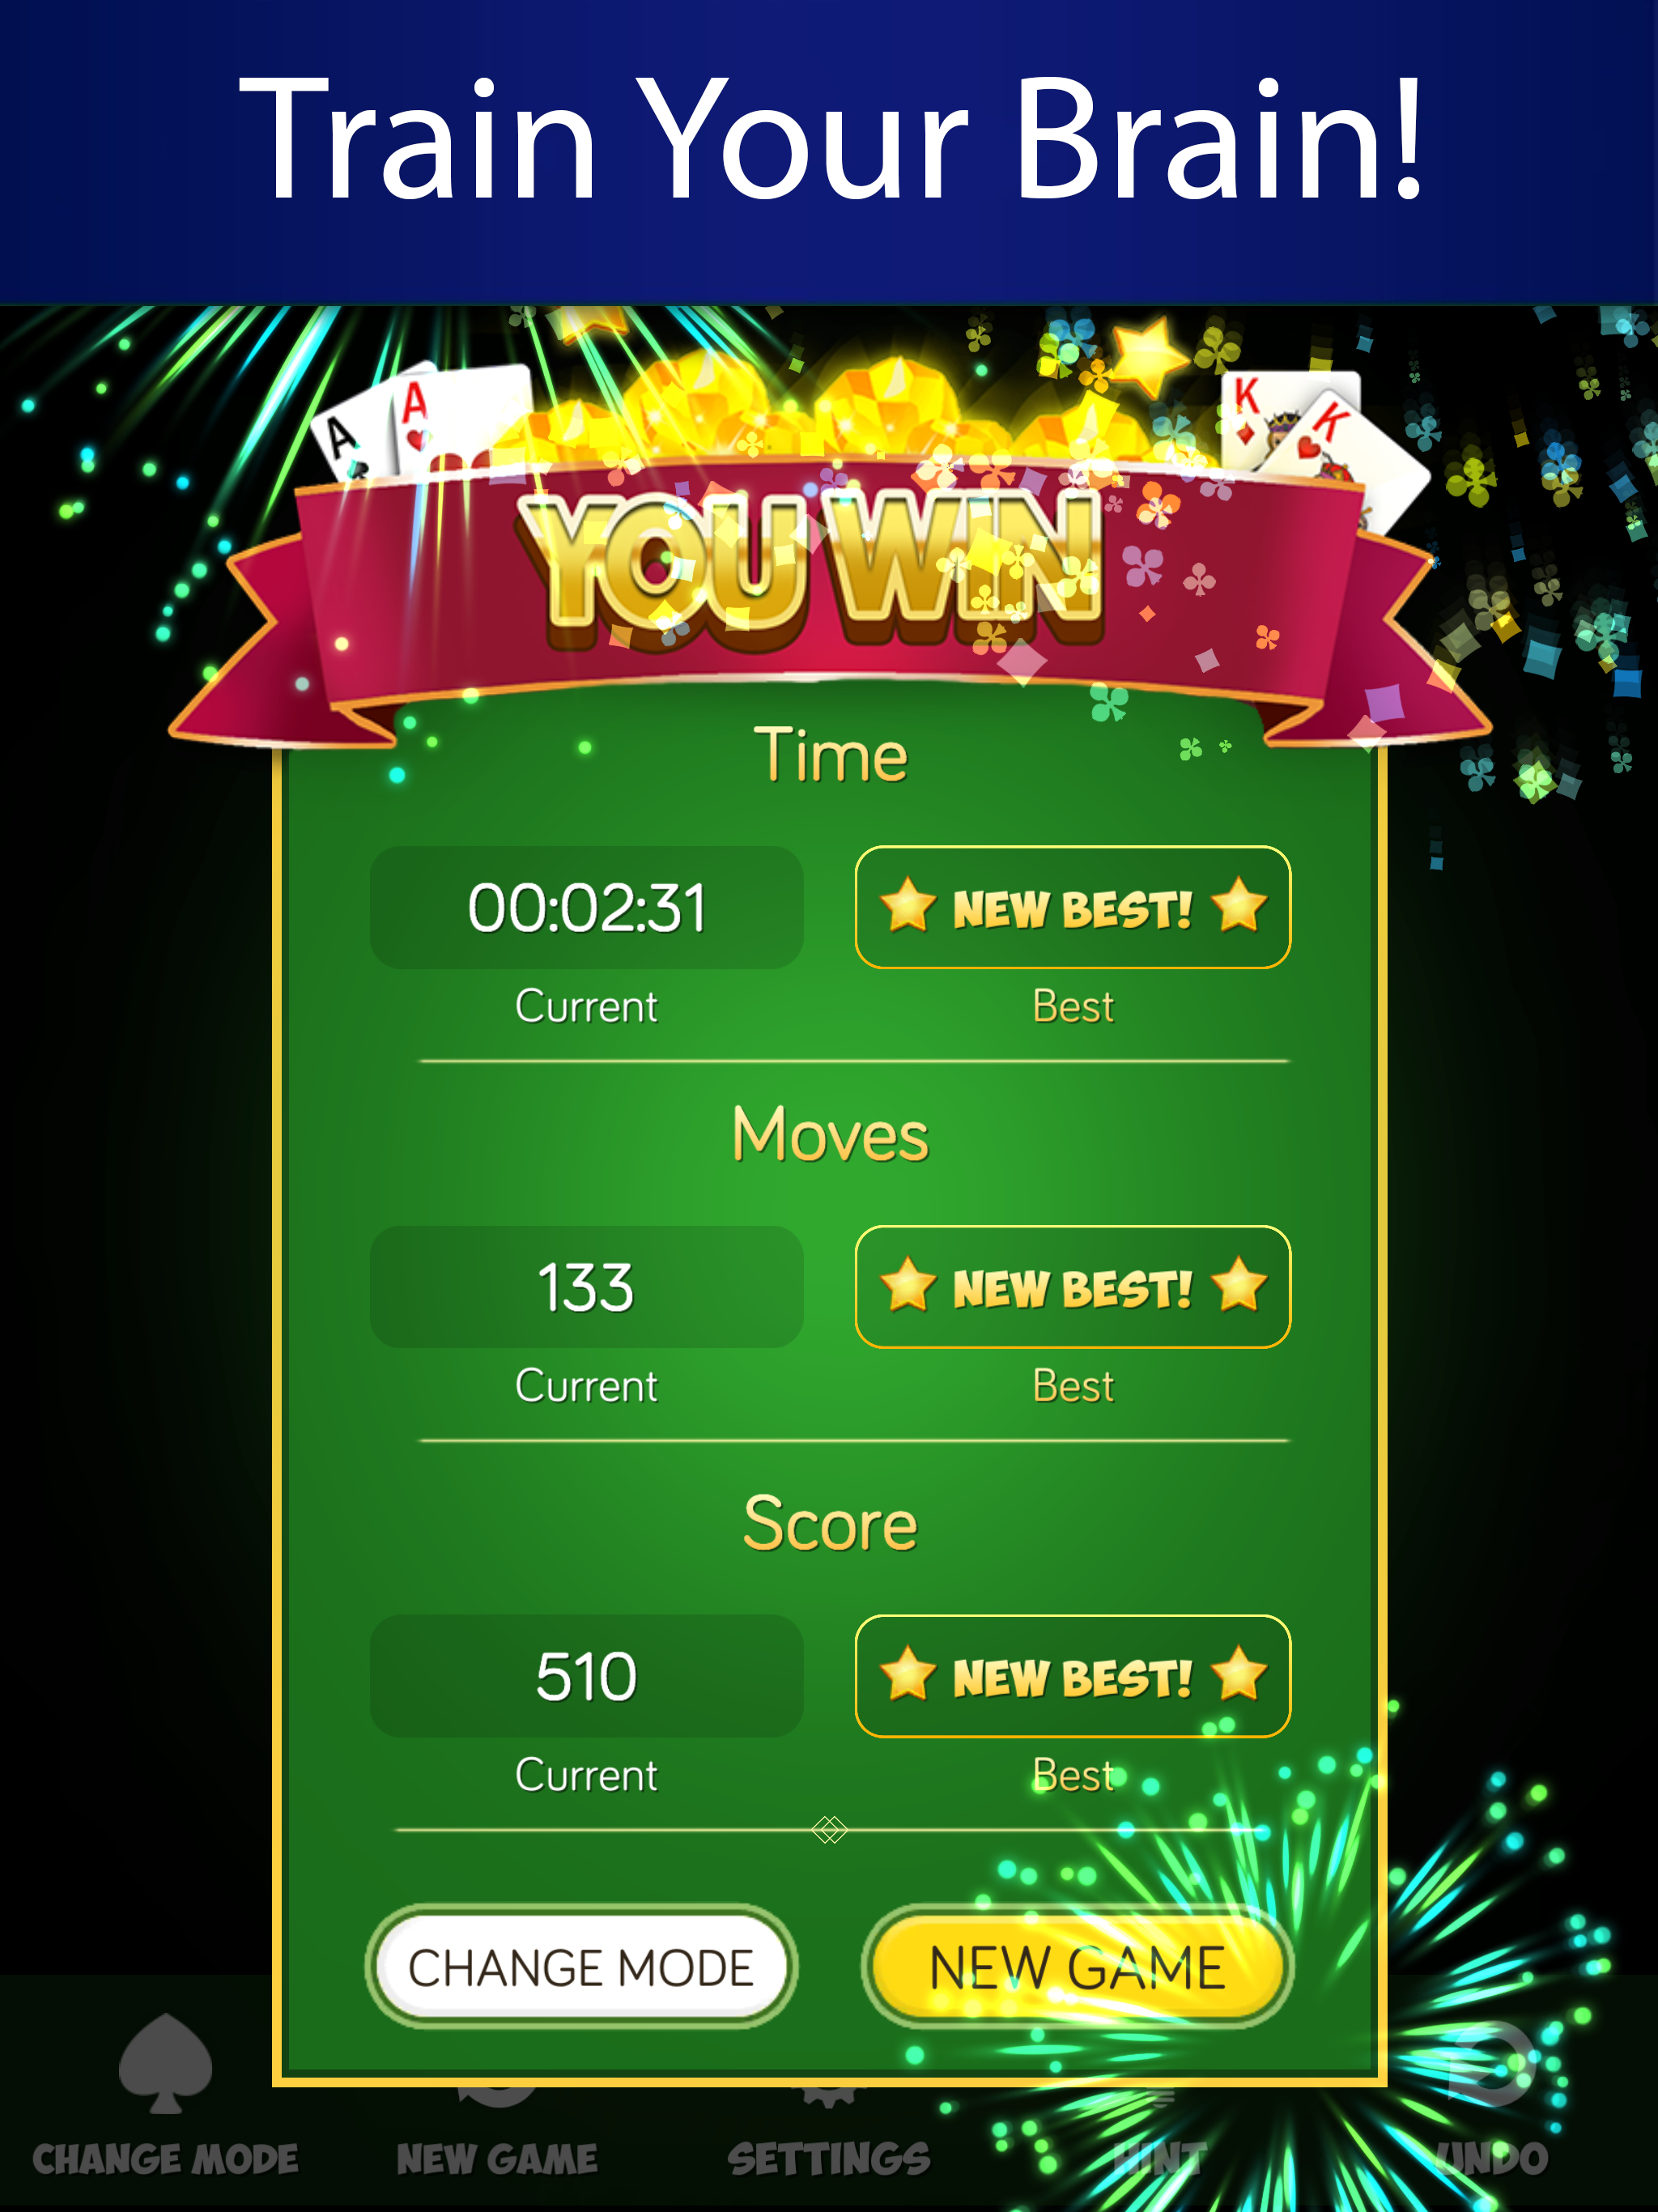 Train Your Brain!
A A K K
YOU WIN
Time
00:02:31 NEW BEST!
Current Best
Moves
133 NEW BEST!
Current Best
Score
510 NEW BEST!
Current Best
CHANGE MODE NEW GAME
CHANGE MODE NEW GAME SETTINGS HINT UNDO